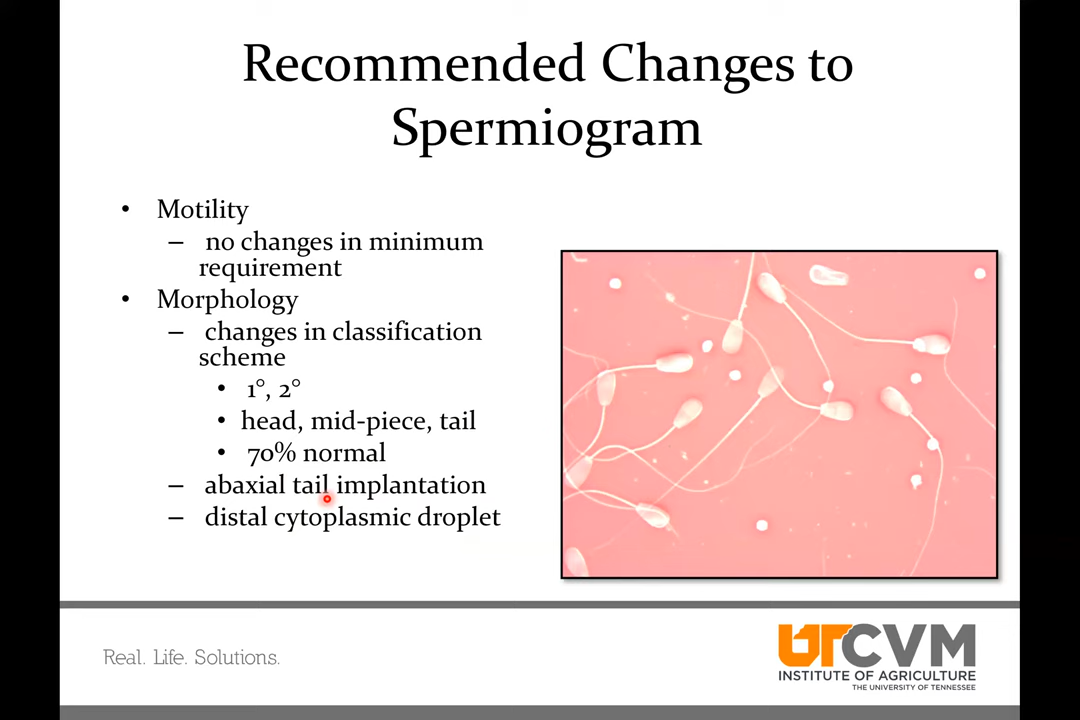 Recommended Changes to
Spermiogram
• Motility
– no changes in minimum
requirement
• Morphology
– changes in classification
scheme
• 1°, 2°
• head, mid-piece, tail
• 70% normal
– abaxial tail implantation
– distal cytoplasmic droplet
Real. Life. Solutions.
UTCVM
INSTITUTE OF AGRICULTURE
THE UNIVERSITY OF TENNESSEE